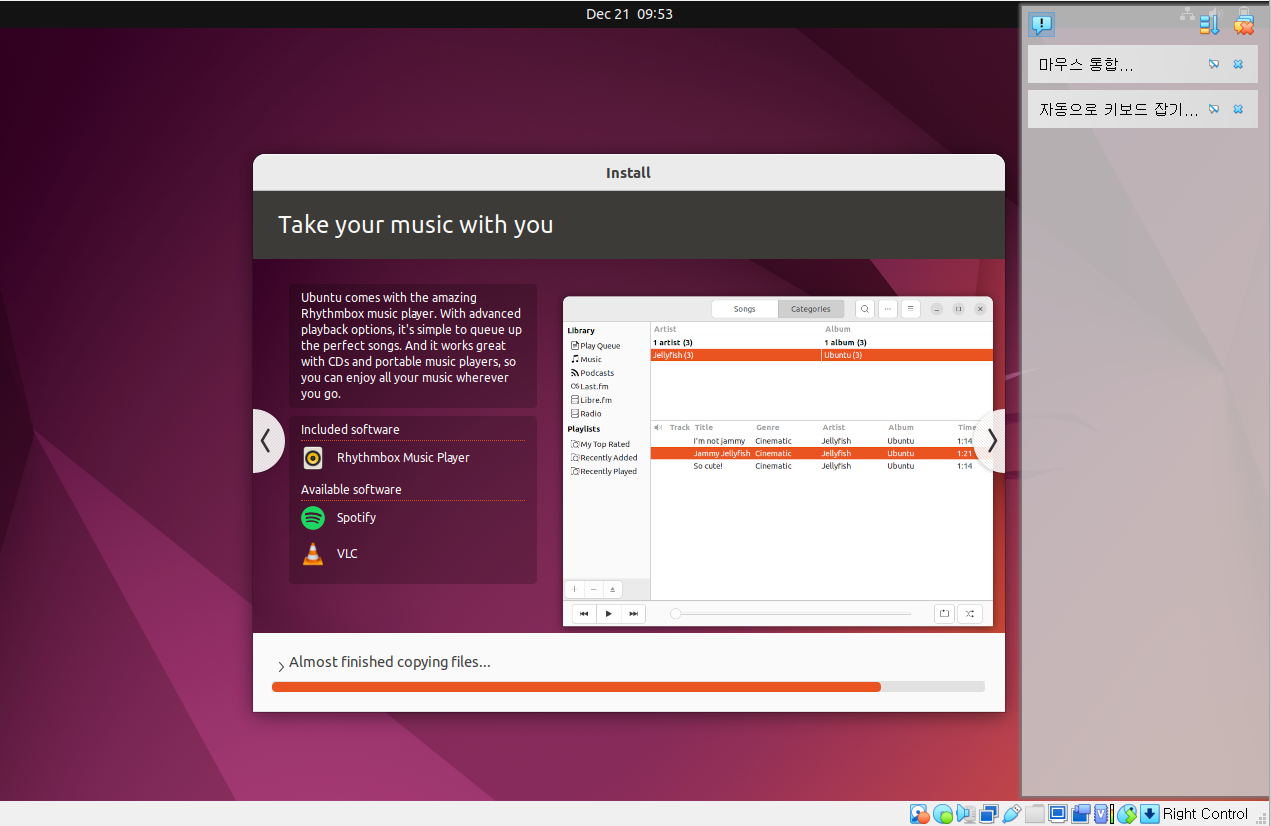 Dec 21 09:53
마우스 통합...
자동으로 키보드 잡기...
Install
Take your music with you
Ubuntu comes with the amazing
Rhythmbox music player. With advanced
playback options, it's simple to queue up
the perfect songs. And it works great
with CDs and portable music players, so
you can enjoy all your music wherever
you go.
Included software
Rhythmbox Music Player
Available software
Spotify
VLC
Songs Categories
Library
Play Queue
Music
Podcasts
Last.fm
Libre.fm
Radio
Playlists
My Top Rated
Recently Added
Recently Played
Artist Album
1 artist (3) 1 album (3)
Jellyfish (3) Ubuntu (3)
Track Title Genre Artist Album Time
I'm not jammy Cinematic Jellyfish Ubuntu 1:14
Jammy Jellyfish Cinematic Jellyfish Ubuntu 1:21
So cute! Cinematic Jellyfish Ubuntu 1:14
Almost finished copying files...
Right Control